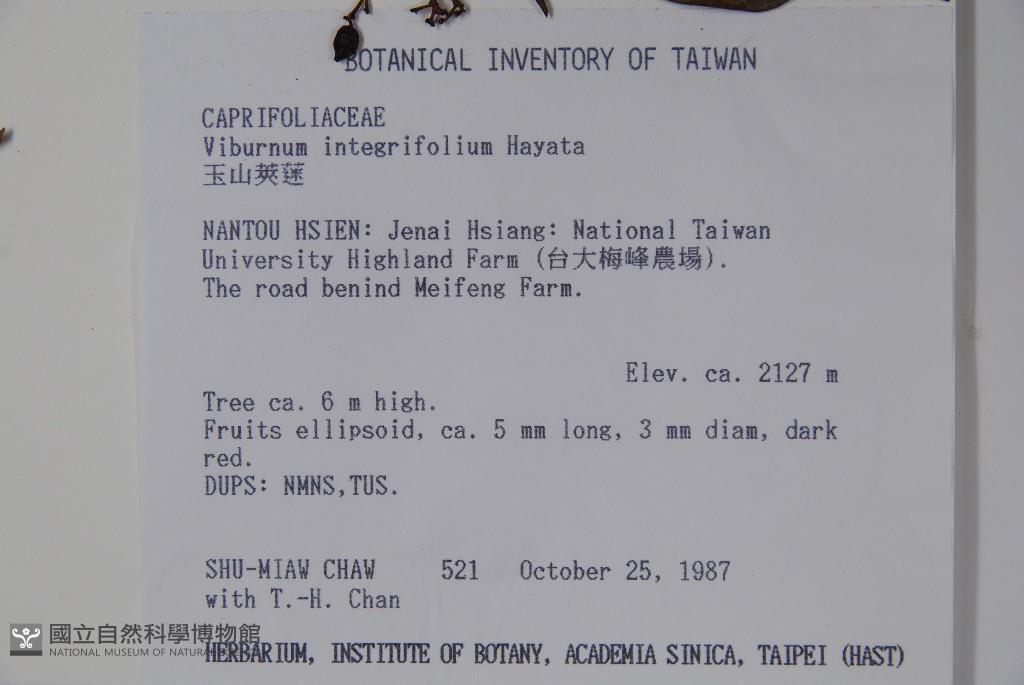 BOTANICAL INVENTORY OF TAIWAN
CAPRIFOLIACEAE
Viburnum integrifolium Hayata
玉山莢蒾
NANTOU HSIEN: Jenai Hsiang: National Taiwan
University Highland Farm (台大梅峰農場).
The road benind Meifeng Farm.
Elev. ca. 2127 m
Tree ca. 6 m high.
Fruits ellipsoid, ca. 5 mm long, 3 mm diam, dark
red.
DUPS: NMNS,TUS.
SHU-MIAW CHAW 521 October 25, 1987
with T.-H. Chan
HERBARIUM, INSTITUTE OF BOTANY, ACADEMIA SINICA, TAIPEI (HAST)
國立自然科學博物館
NATIONAL MUSEUM OF NATURAL